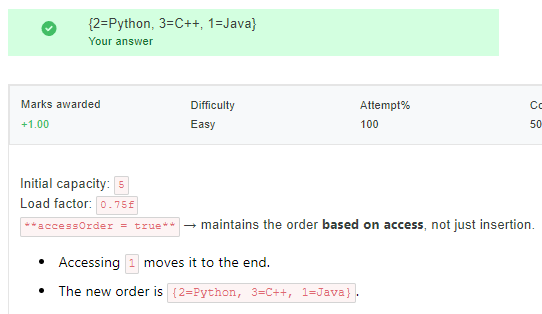 {2=Python, 3=C++, 1=Java}
Your answer
Marks awarded Difficulty Attempt%
+1.00 Easy 100 50
Initial capacity: 5
Load factor: 0.75f
**accessOrder = true** → maintains the order based on access, not just insertion.
• Accessing 1 moves it to the end.
• The new order is {2=Python, 3=C++, 1=Java}.